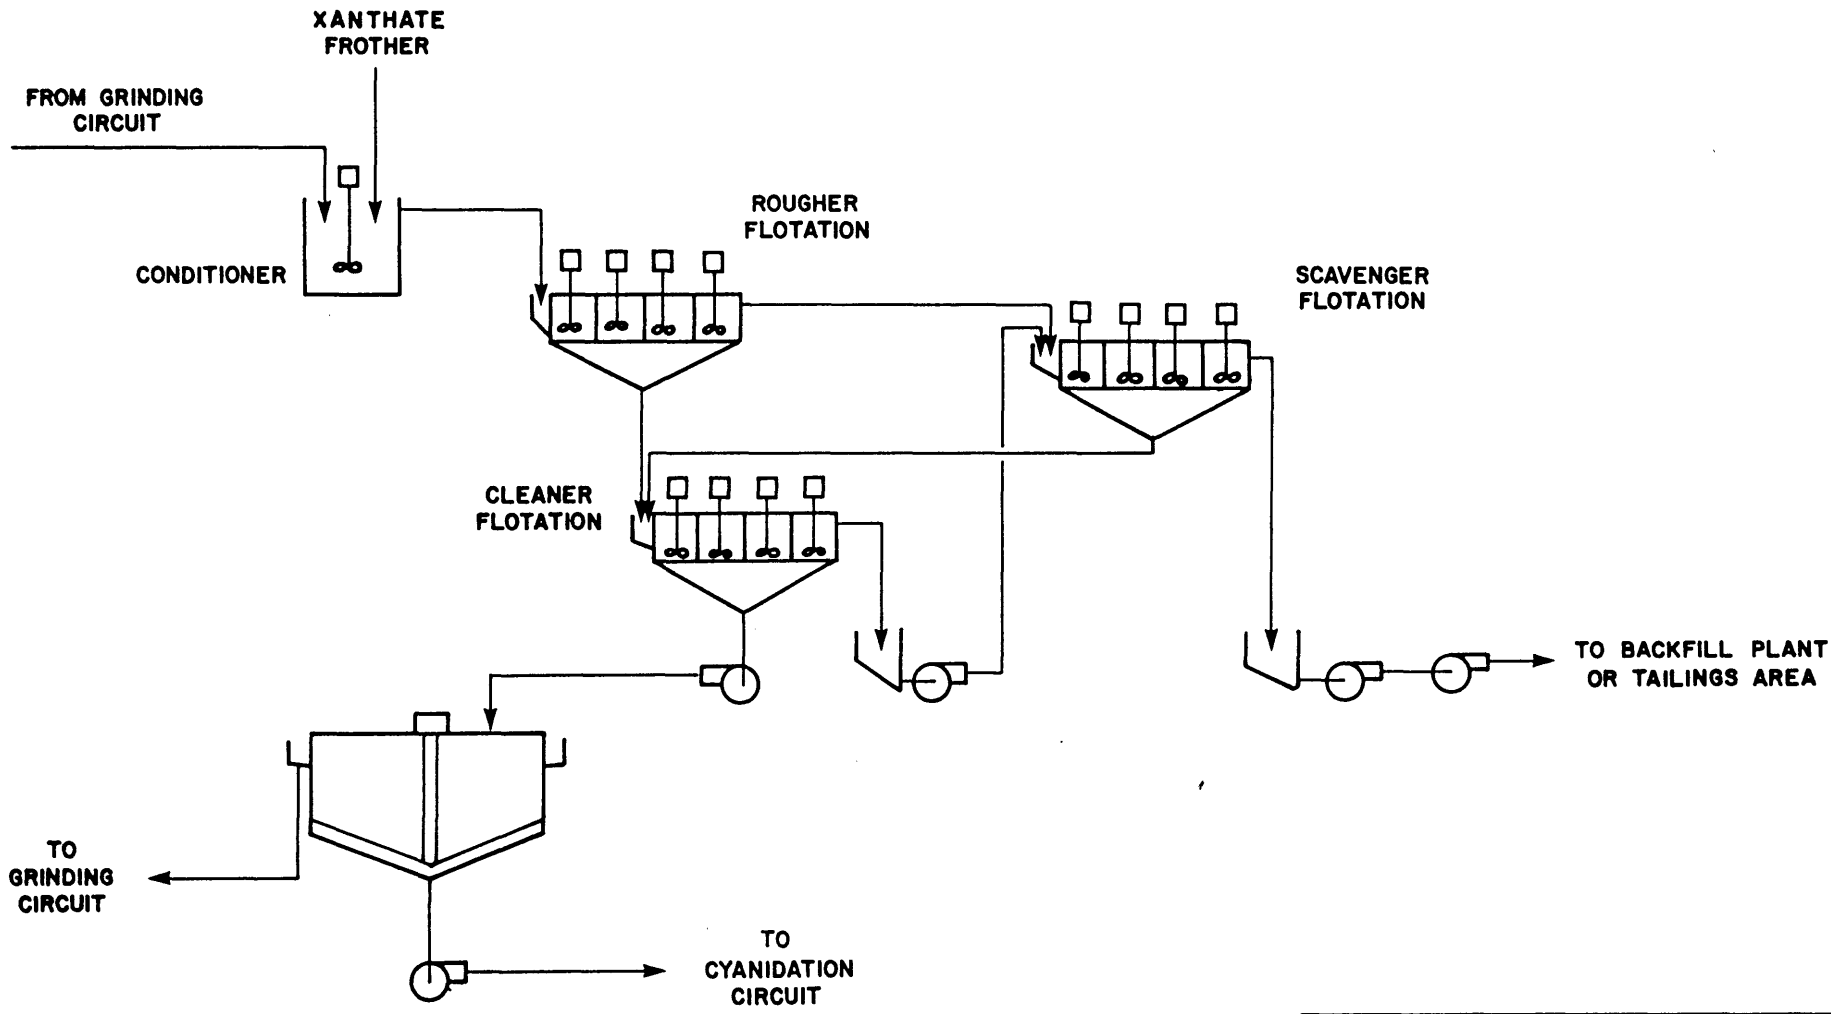 XANTHATE
FROTHER
FROM GRINDING
CIRCUIT
CONDITIONER
ROUGHER
FLOTATION
SCAVENGER
FLOTATION
CLEANER
FLOTATION
TO BACKFILL PLANT
OR TAILINGS AREA
TO
GRINDING
CIRCUIT
TO
CYANIDATION
CIRCUIT